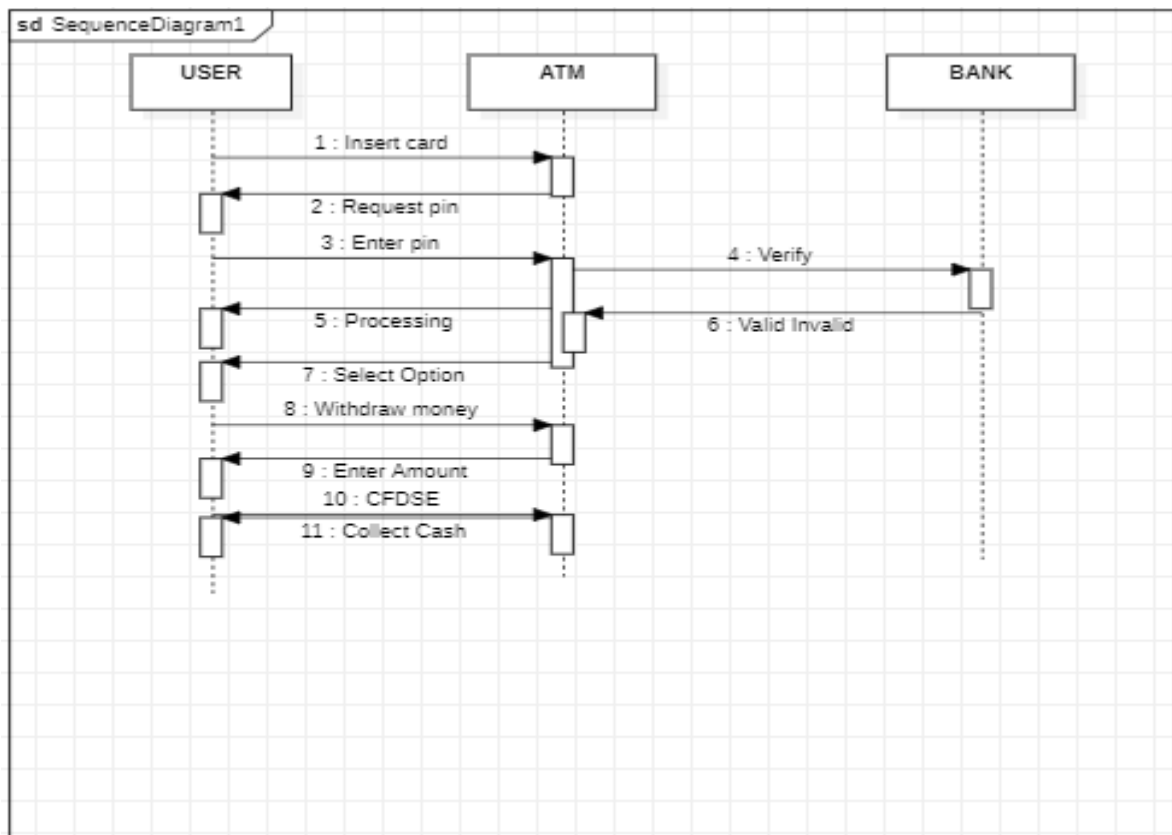 sd SequenceDiagram1
USER
ATM
BANK
1 : Insert card
2 : Request pin
3 : Enter pin
4 : Verify
5 : Processing
6 : Valid Invalid
7 : Select Option
8 : Withdraw money
9 : Enter Amount
10 : CFDSE
11 : Collect Cash